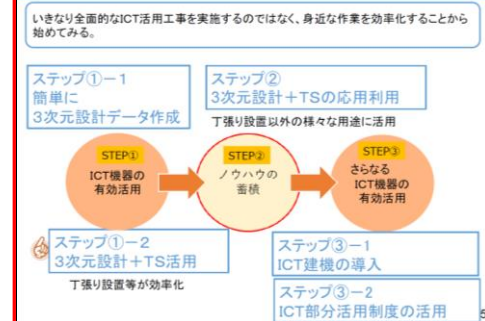 いきなり全面的なICT活用工事を実施するのではなく、身近な作業を効率化することから
始めてみる。
ステップ①－1
簡単に
3次元設計データ作成
ステップ②
3次元設計＋TSの応用利用
丁張り設置以外の様々な用途に活用
STEP①
ICT機器の
有効活用
STEP②
ノウハウの
蓄積
STEP③
さらなる
ICT機器の
有効活用
ステップ①－2
3次元設計＋TS活用
丁張り設置等が効率化
ステップ③－1
ICT建機の導入
ステップ③－2
ICT部分活用制度の活用
5